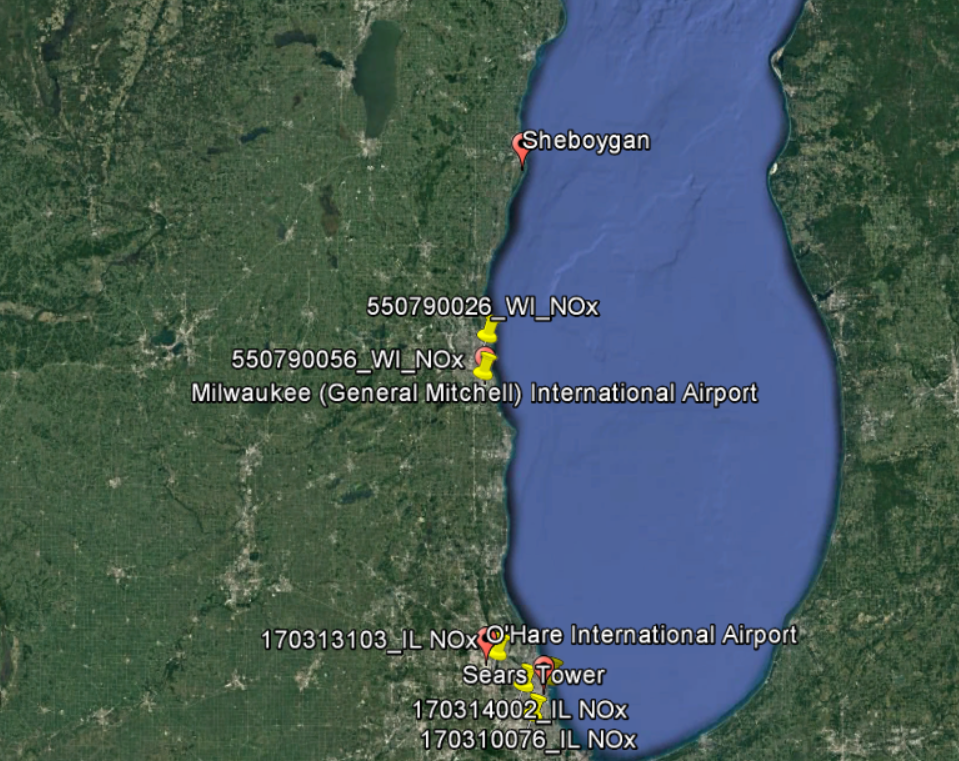 Sheboygan
550790026_WI_NOx
550790056_WI_NOx
Milwaukee (General Mitchell) International Airport
170313103_IL NOx
O'Hare International Airport
Sears Tower
170314002_IL NOx
170310076_IL NOx